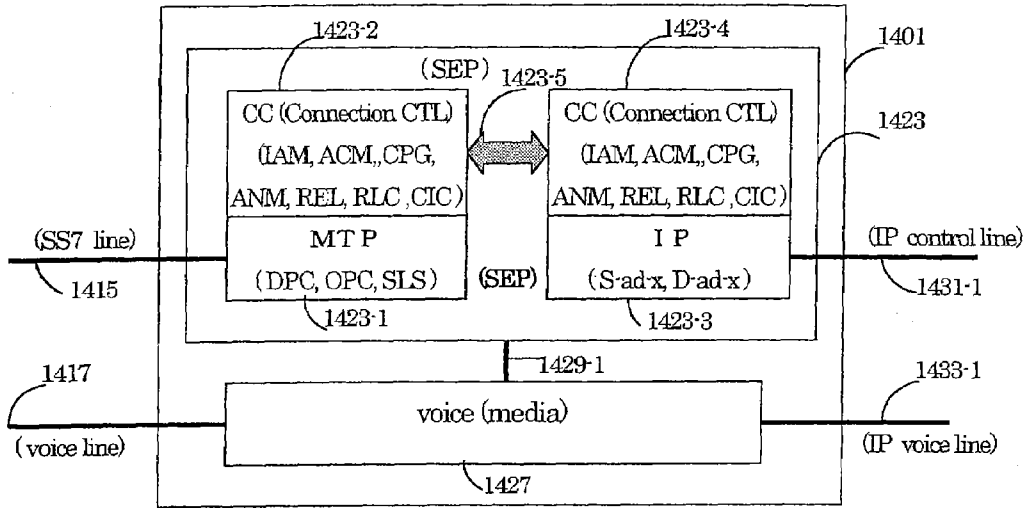 1423-2
1423-4
1401
(SEP)
1423-5
CC (Connection CTL)
(IAM, ACM,, CPG,
ANM, REL, RLC ,CIC)
CC (Connection CTL)
(IAM, ACM,, CPG,
ANM, REL, RLC ,CIC)
1423
(SS7 line)
MTP
(DPC, OPC, SLS)
(SEP)
IP
(S-ad-x, D-ad-x)
(IP control line)
1415
1423-1
1423-3
1431-1
1417
1429-1
1433-1
voice (media)
(voice line)
(IP voice line)
1427